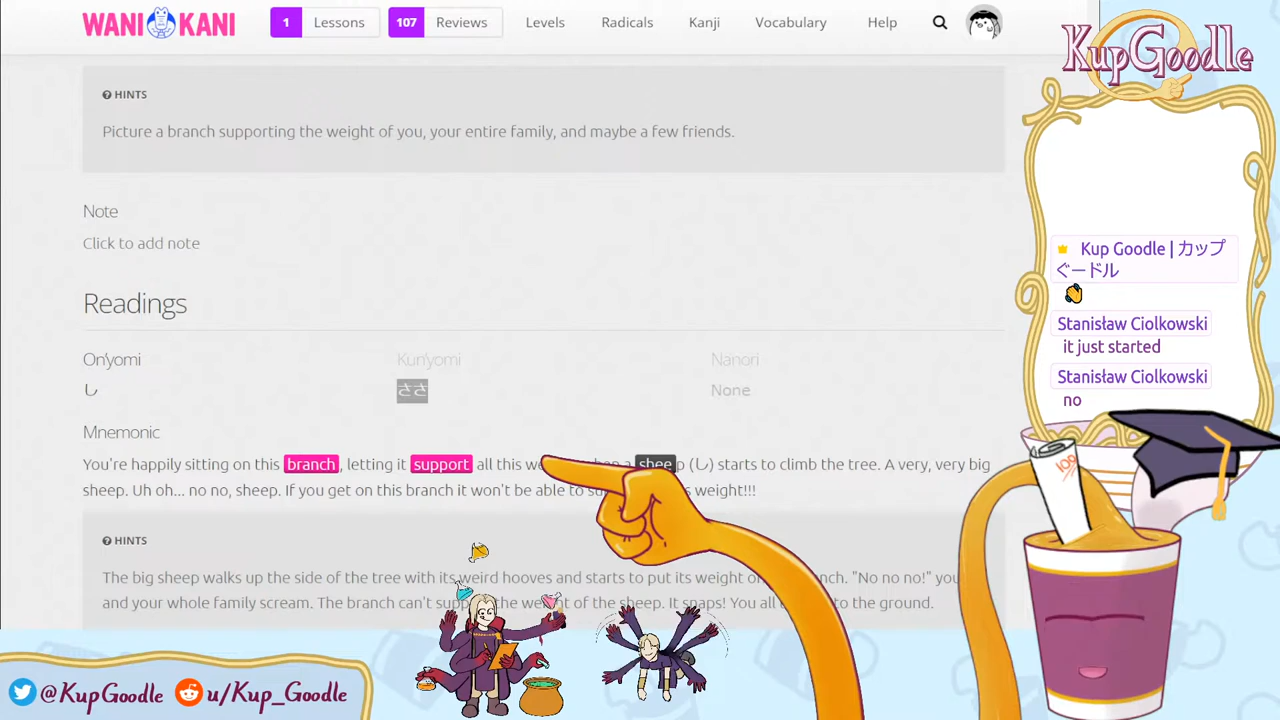 WANI KANI
1 Lessons
107 Reviews
Levels
Radicals
Kanji
Vocabulary
Help
KupGoodle
HINTS
Picture a branch supporting the weight of you, your entire family, and maybe a few friends.
Note
Click to add note
Readings
On'yomi
Kun'yomi
Nanori
し
ささ
None
Mnemonic
You're happily sitting on this branch, letting it support all this a sheep (し) starts to climb the tree. A very, very big
sheep. Uh oh... no no, sheep. If you get on this branch it won't be able to weight!!!
HINTS
The big sheep walks up the side of the tree with its weird hooves and starts to put its weight "No no no!" you
and your whole family scream. The branch can't the weight of the sheep. It snaps! You all to the ground.
Kup Goodle | カップ
ぐードル
Stanisław Ciolkowski
it just started
Stanisław Ciolkowski
no
100
@KupGoodle
u/Kup_Goodle